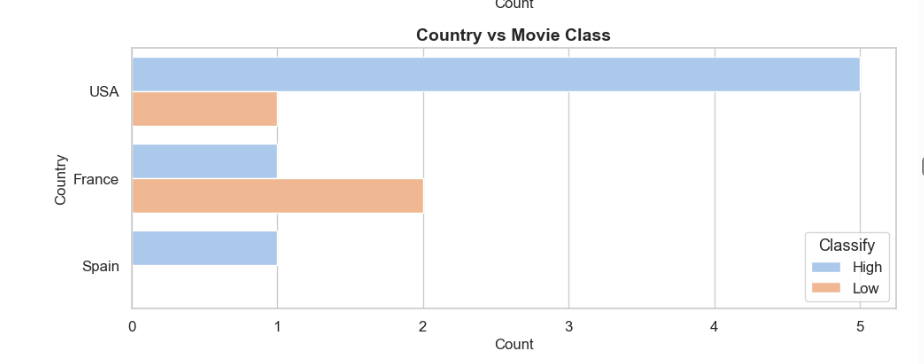 Count
Country vs Movie Class
USA
France
Spain
Country
Classify
High
Low
0 1 2 3 4 5
Count